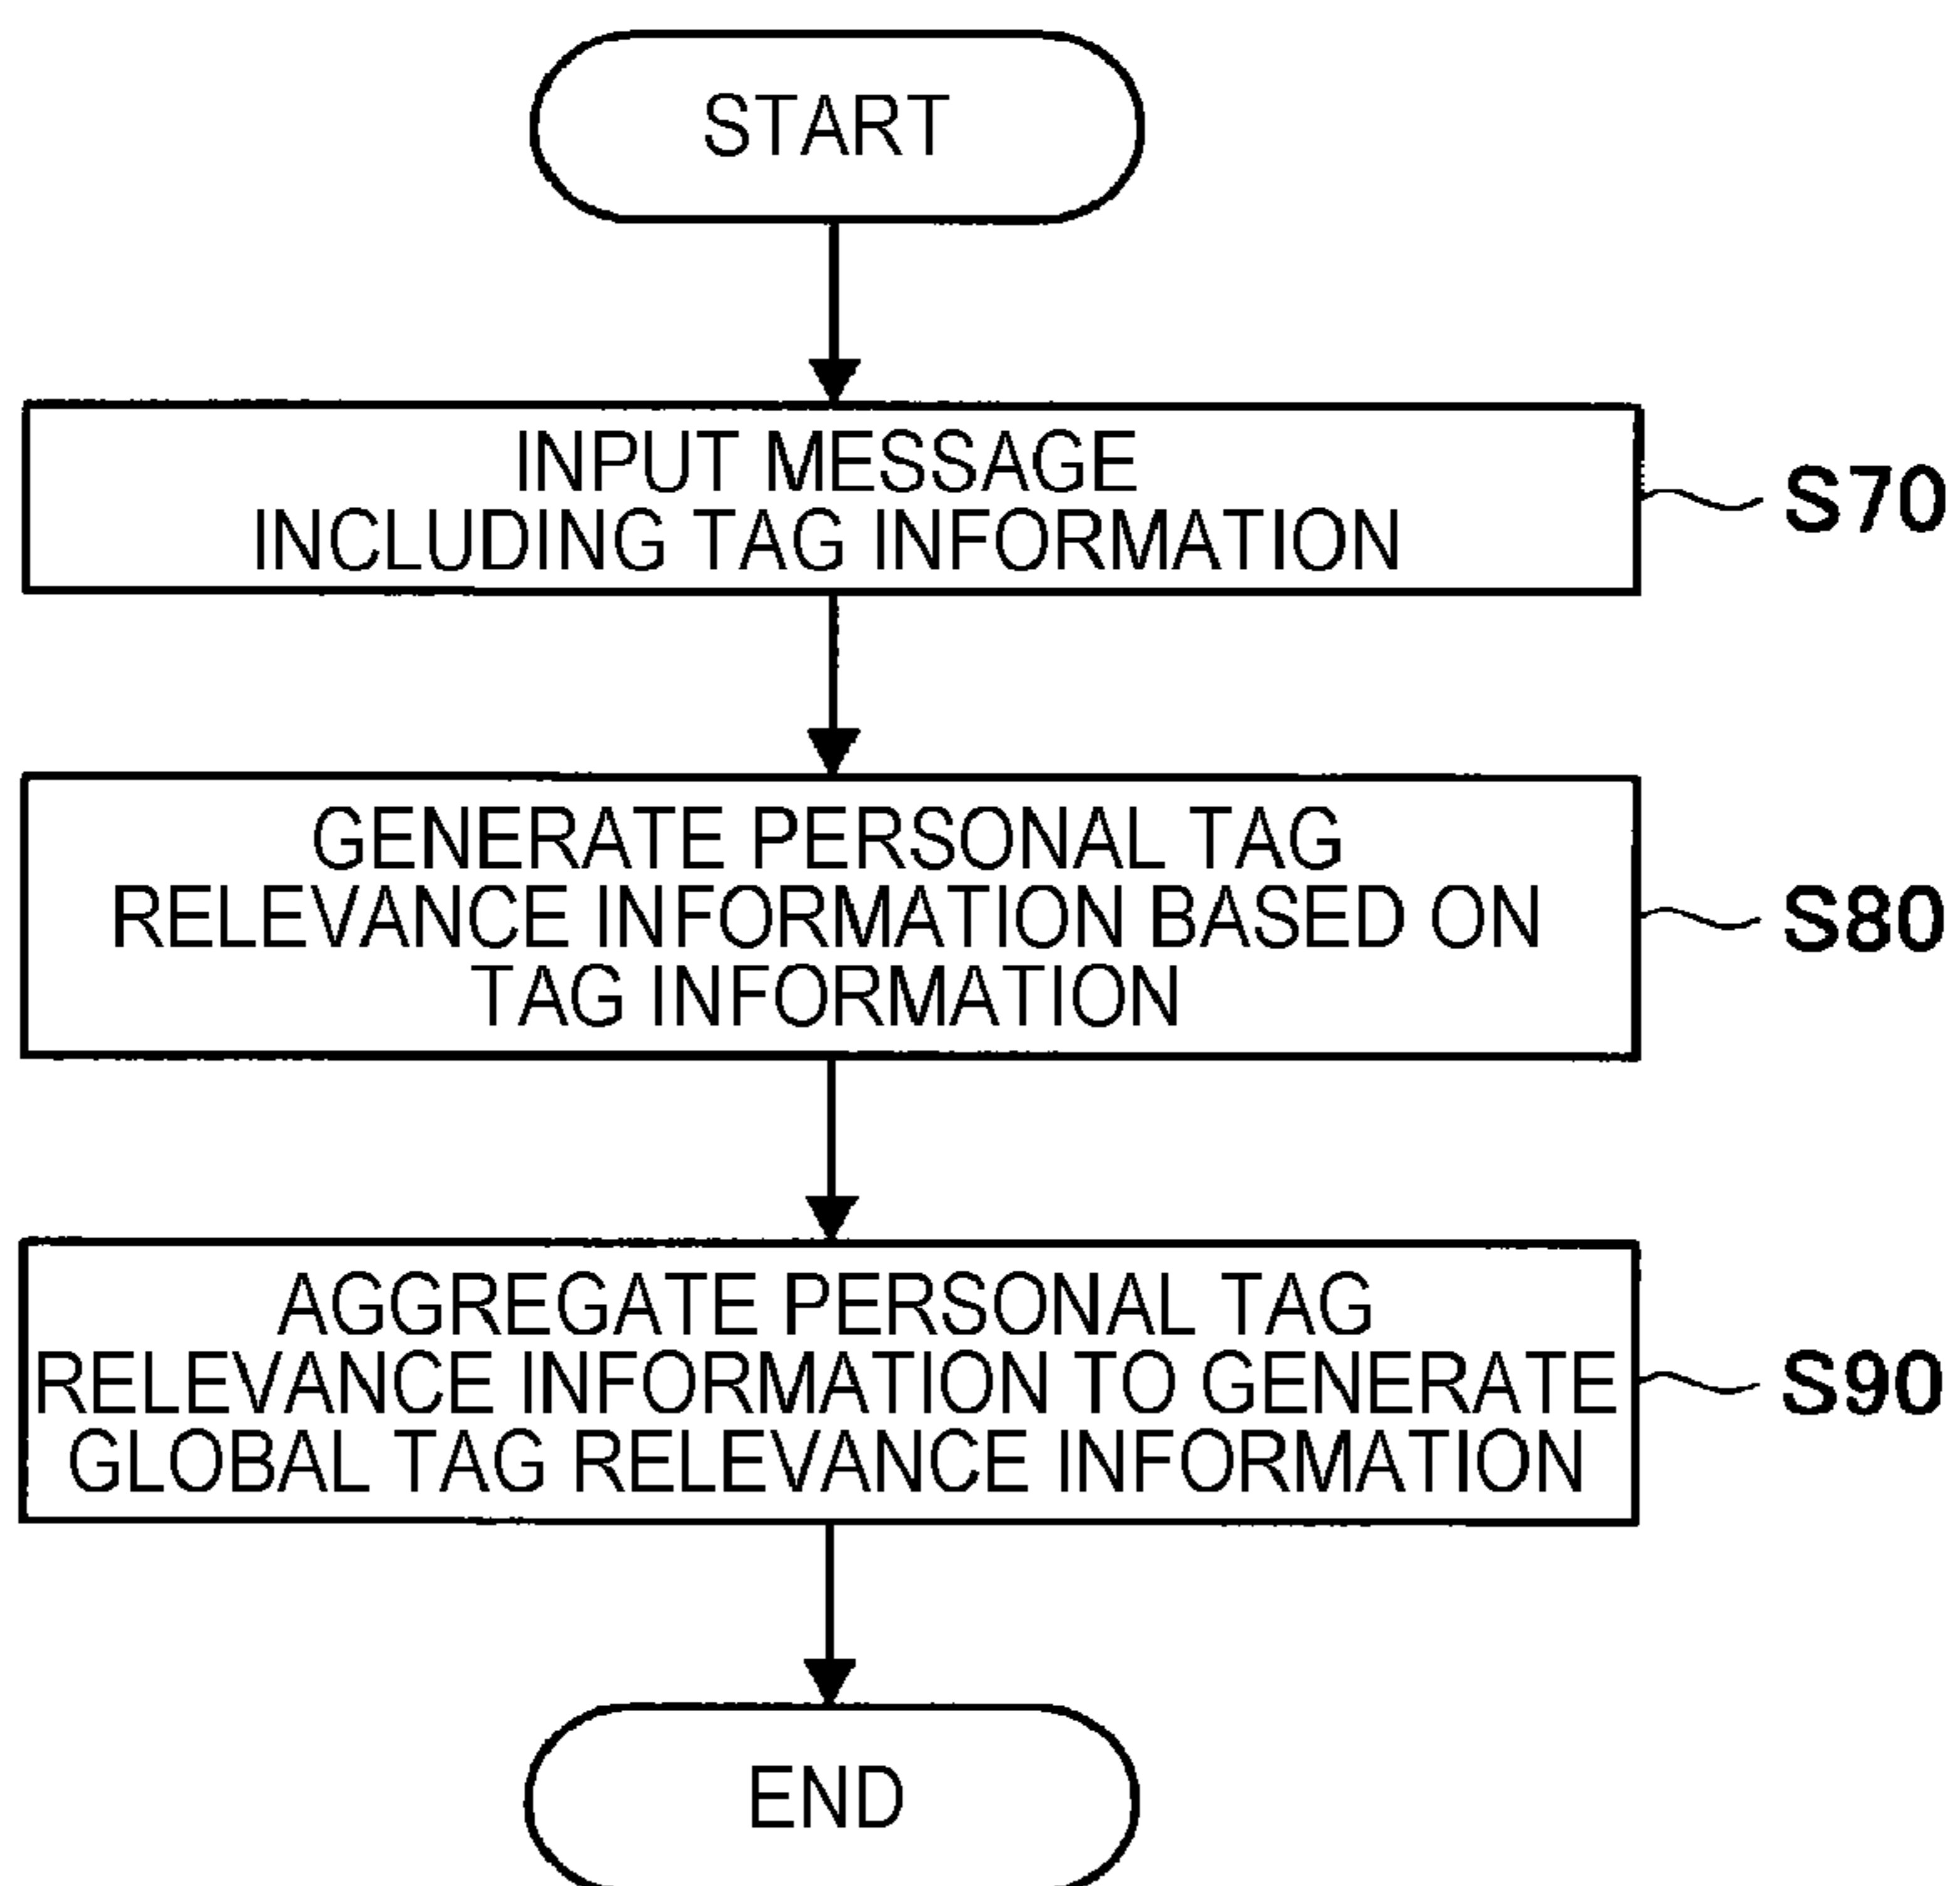 START
INPUT MESSAGE
INCLUDING TAG INFORMATION
S70
GENERATE PERSONAL TAG
RELEVANCE INFORMATION BASED ON
TAG INFORMATION
S80
AGGREGATE PERSONAL TAG
RELEVANCE INFORMATION TO GENERATE
GLOBAL TAG RELEVANCE INFORMATION
S90
END